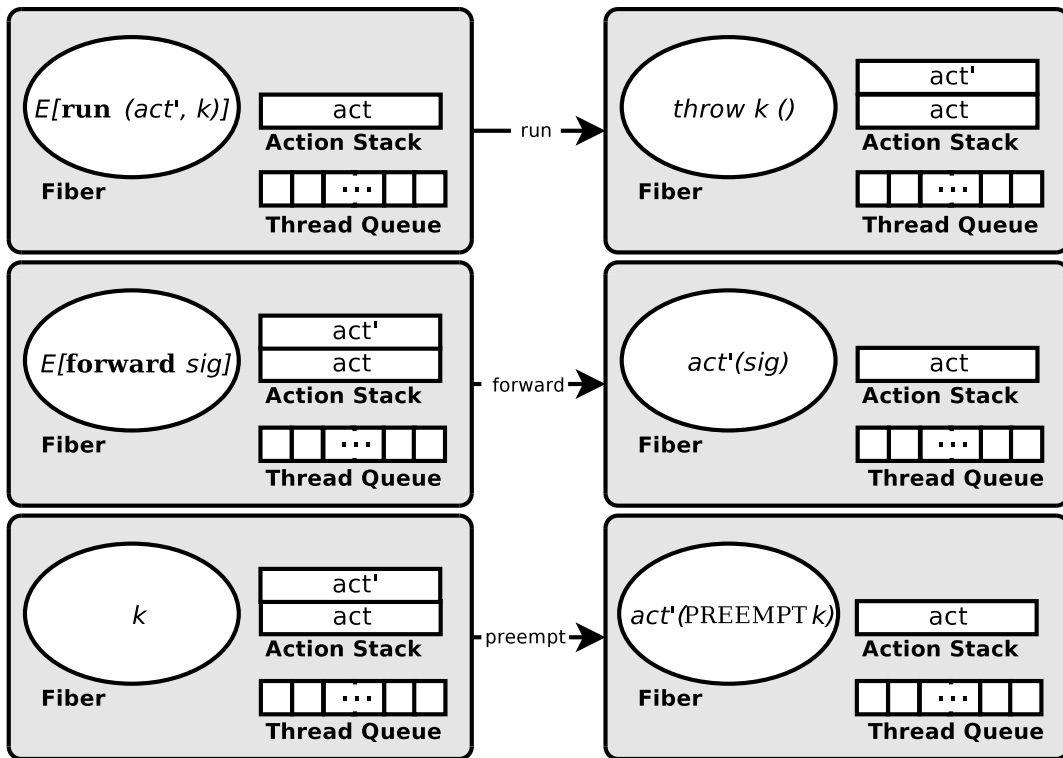 E[run (act', k)]
act
Action Stack
Fiber
...
Thread Queue
run
throw k ()
act'
act
Action Stack
Fiber
...
Thread Queue
E[forward sig]
act'
act
Action Stack
Fiber
...
Thread Queue
forward
act'(sig)
act
Action Stack
Fiber
...
Thread Queue
k
act'
act
Action Stack
Fiber
...
Thread Queue
preempt
act'(PREEMPT k)
act
Action Stack
Fiber
...
Thread Queue